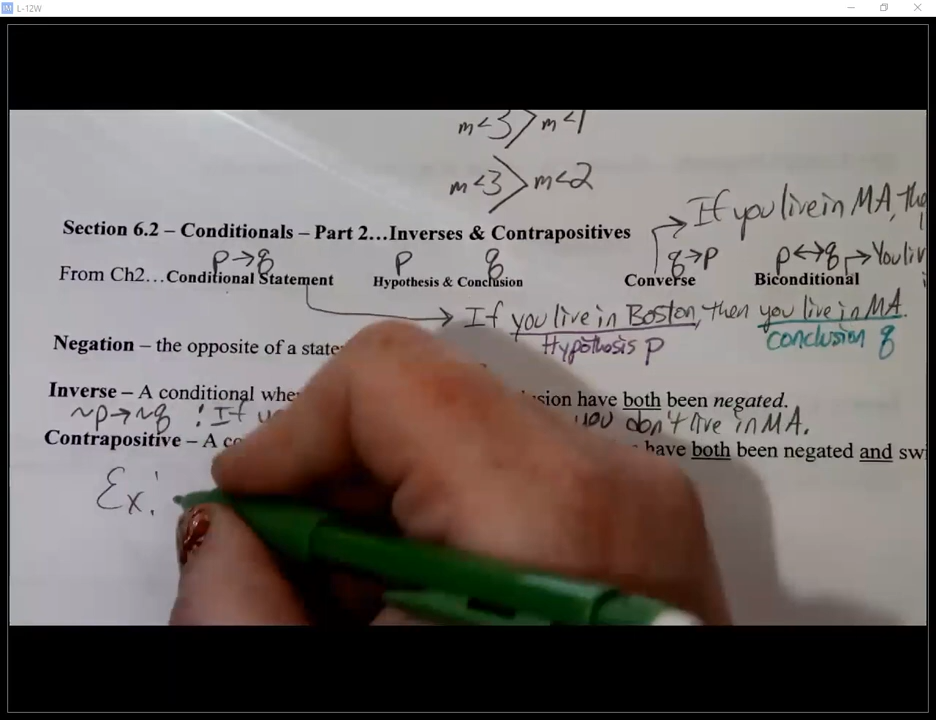 L-12W
m<3 > m<1
m<3 > m<2
If you live in MA, the
Section 6.2 – Conditionals – Part 2…Inverses & Contrapositives
p→q p q q→p p↔q → You liv
From Ch2…Conditional Statement Hypothesis & Conclusion Converse Biconditional
If you live in Boston, then you live in MA.
Hypothosis p conclusion q
Negation – the opposite of a state
Inverse – A conditional whe sion have both been negated.
~p→~q : If you don't live in MA.
Contrapositive – A co have both been negated and sw
Ex: